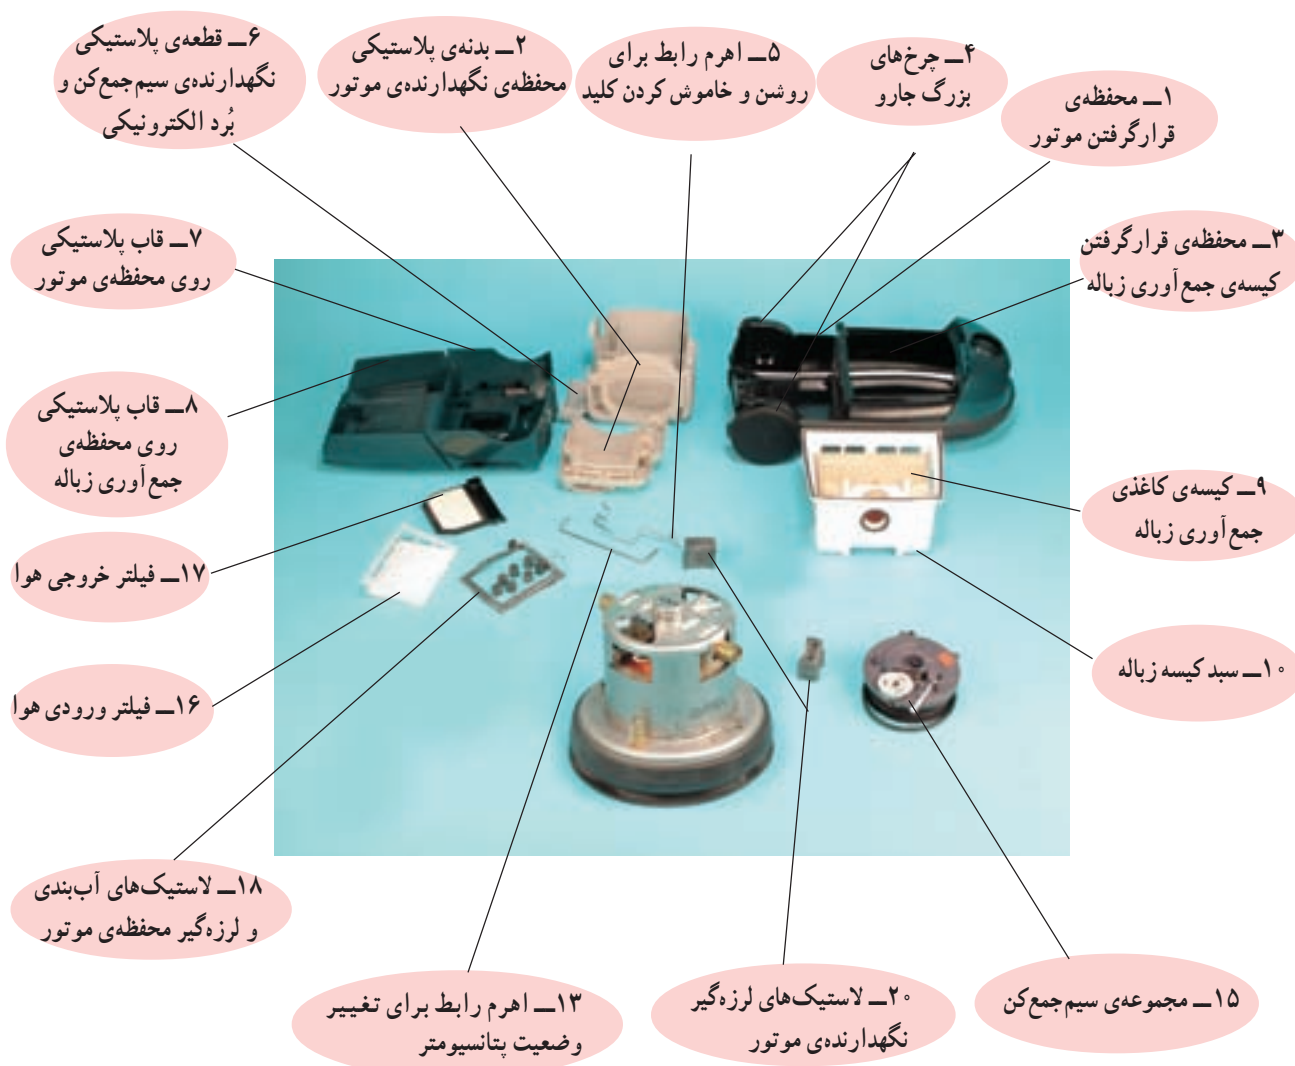 ۶ــ قطعه‌ی پلاستیکی
نگهدارنده‌ی سیم‌جمع‌کن و
بُرد الکترونیکی
۲ــ بدنه‌ی پلاستیکی
محفظه‌ی نگهدارنده‌ی موتور
۵ــ اهرم رابط برای
روشن و خاموش کردن کلید
۴ــ چرخ‌های
بزرگ جارو
۱ــ محفظه‌ی
قرارگرفتن موتور
۷ــ قاب پلاستیکی
روی محفظه‌ی موتور
۳ــ محفظه‌ی قرارگرفتن
کیسه‌ی جمع‌آوری زباله
۸ــ قاب پلاستیکی
روی محفظه‌ی
جمع‌آوری زباله
۹ــ کیسه‌ی کاغذی
جمع‌آوری زباله
۱۷ــ فیلتر خروجی هوا
۱۰ــ سبد کیسه زباله
۱۶ــ فیلتر ورودی هوا
۱۸ــ لاستیک‌های آب‌بندی
و لرزه‌گیر محفظه‌ی موتور
۱۳ــ اهرم رابط برای تغییر
وضعیت پتانسیومتر
۲۰ــ لاستیک‌های لرزه‌گیر
نگهدارنده‌ی موتور
۱۵ــ مجموعه‌ی سیم‌جمع‌کن